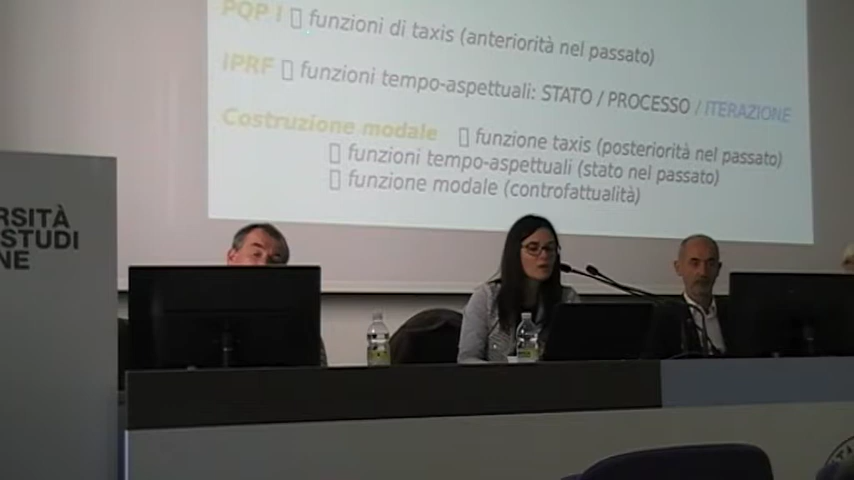 PQP I ▯ funzioni di taxis (anteriorità nel passato)
IPRF ▯ funzioni tempo-aspettuali: STATO / PROCESSO / ITERAZIONE
Costruzione modale ▯ funzione taxis (posteriorità nel passato)
▯ funzioni tempo-aspettuali (stato nel passato)
▯ funzione modale (controfattualità)
RSITÀ
STUDI
NE